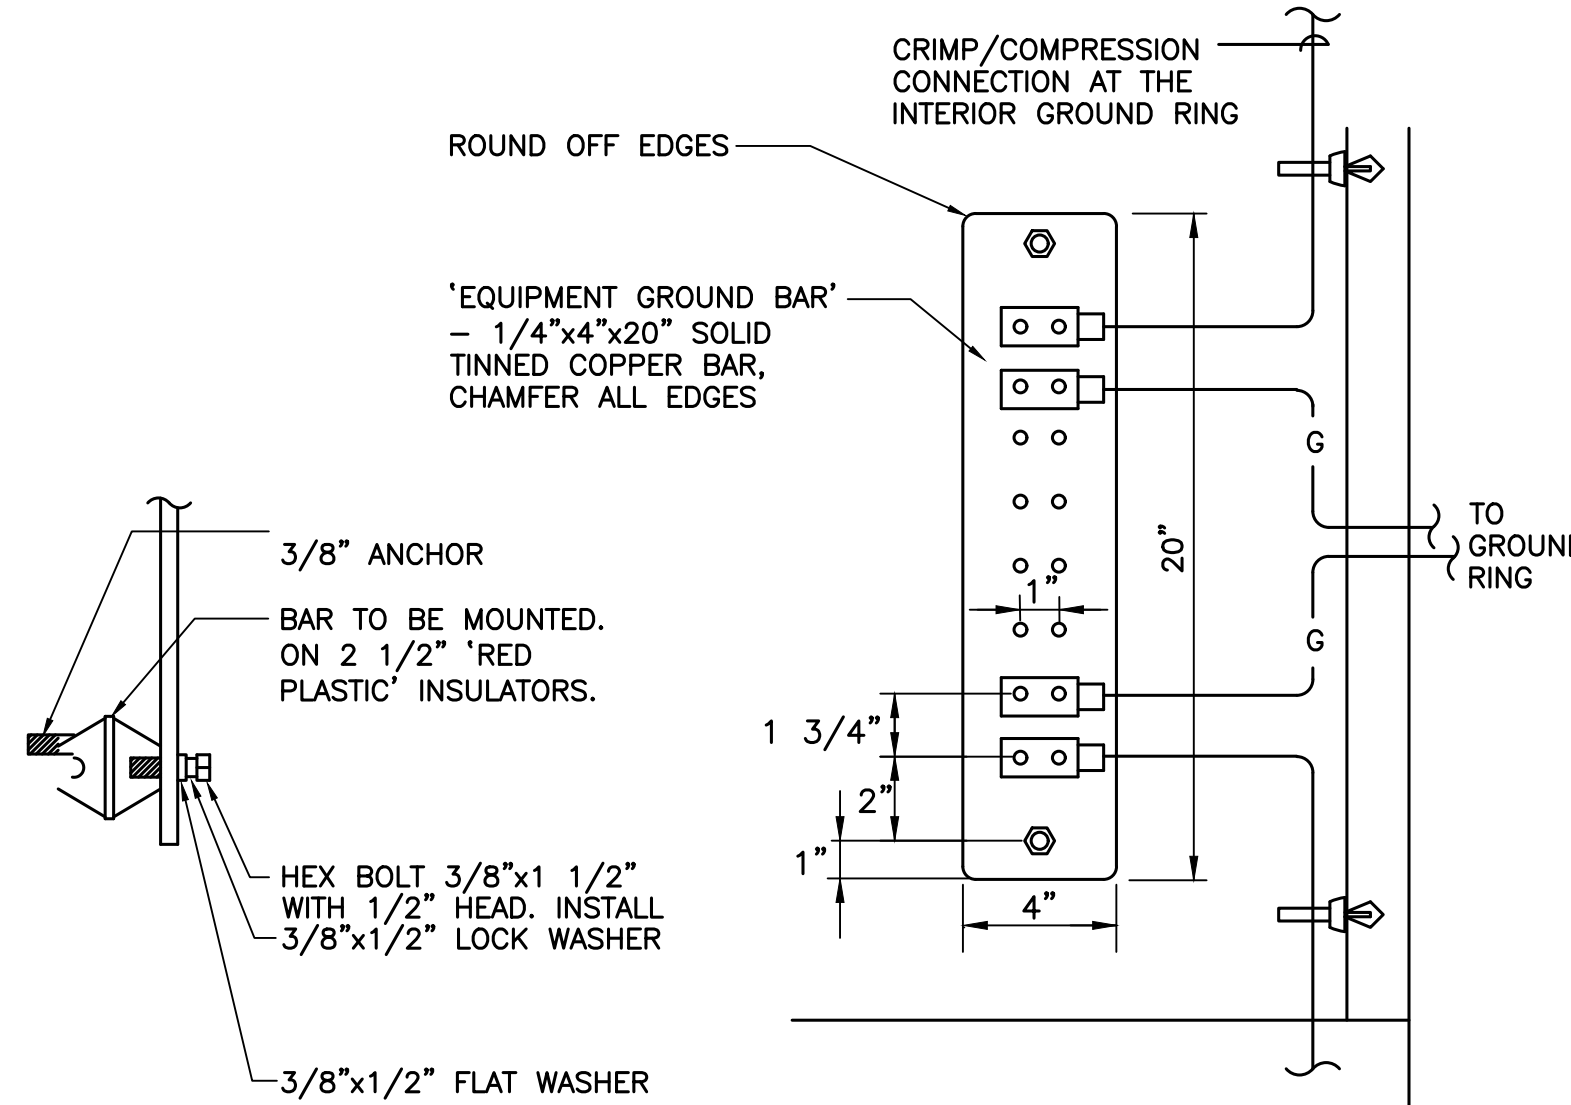 CRIMP/COMPRESSION
CONNECTION AT THE
INTERIOR GROUND RING
ROUND OFF EDGES
‘EQUIPMENT GROUND BAR’
– 1/4”x4”x20” SOLID
TINNED COPPER BAR,
CHAMFER ALL EDGES
G
TO
GROUND
RING
20”
1”
G
3/8” ANCHOR
BAR TO BE MOUNTED.
ON 2 1/2” ‘RED
PLASTIC’ INSULATORS.
1 3/4”
2”
1”
4”
HEX BOLT 3/8”x1 1/2”
WITH 1/2” HEAD. INSTALL
3/8”x1/2” LOCK WASHER
3/8”x1/2” FLAT WASHER